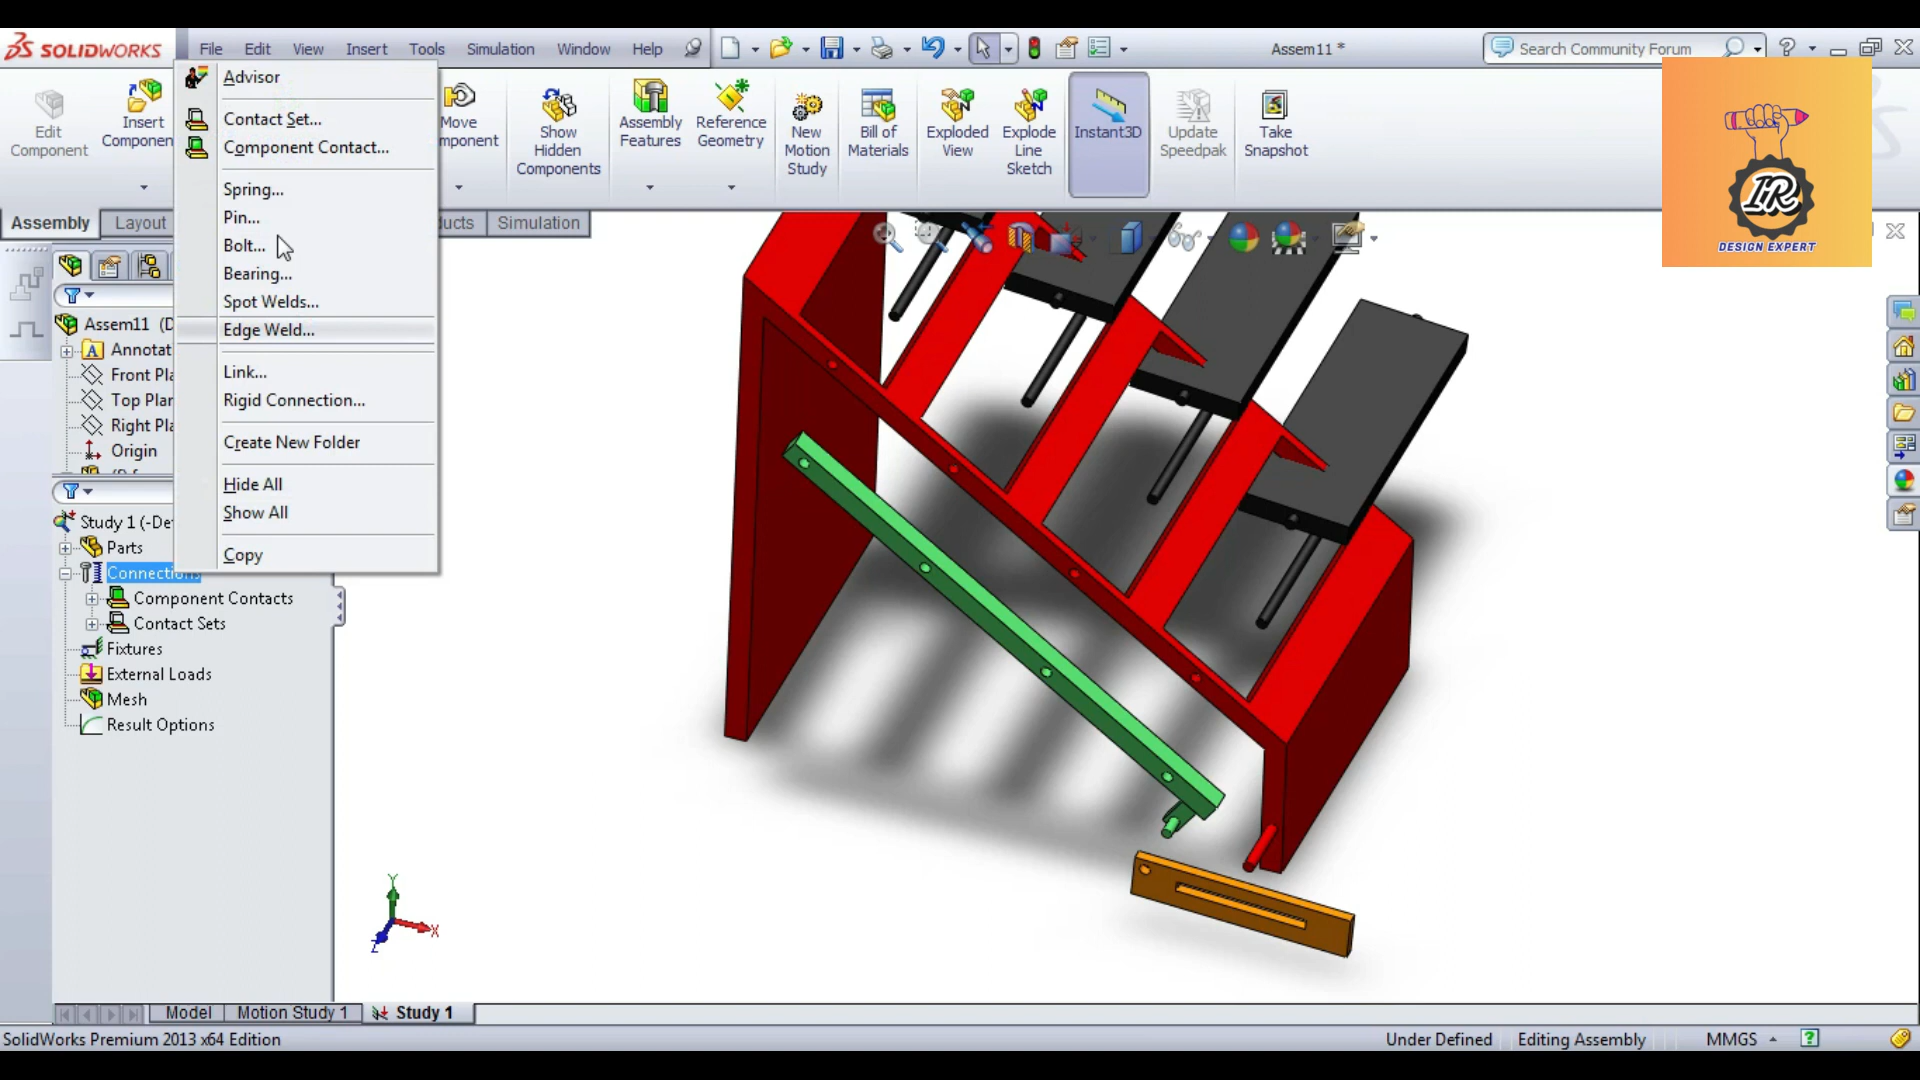 SOLIDWORKS
File Edit View Insert Tools Simulation Window Help
Assem11 *
Search Community Forum
Edit Component
Insert Componen
Move
mponent
Show Hidden Components
Assembly Features
Reference Geometry
New Motion Study
Bill of Materials
Exploded View
Explode Line Sketch
Instant3D
Update Speedpak
Take Snapshot
IR
DESIGN EXPERT
Assembly Layout
ducts Simulation
Advisor
Contact Set...
Component Contact...
Spring...
Pin...
Bolt...
Bearing...
Spot Welds...
Edge Weld...
Link...
Rigid Connection...
Create New Folder
Hide All
Show All
Copy
Assem11 (D
Annotat
Front Pla
Top Plar
Right Pla
Origin
Study 1 (-De
Parts
Connections
Component Contacts
Contact Sets
Fixtures
External Loads
Mesh
Result Options
Y
X
Z
Model Motion Study 1 Study 1
SolidWorks Premium 2013 x64 Edition
Under Defined Editing Assembly MMGS